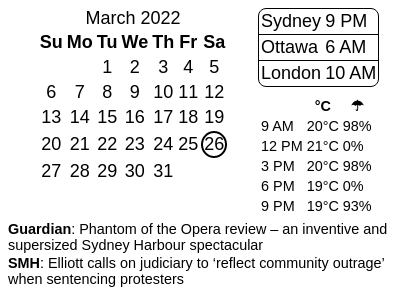 March 2022
Su Mo Tu We Th Fr Sa
1 2 3 4 5
6 7 8 9 10 11 12
13 14 15 16 17 18 19
20 21 22 23 24 25 26
27 28 29 30 31
Sydney 9 PM
Ottawa 6 AM
London 10 AM
°C ☂
9 AM 20°C 98%
12 PM 21°C 0%
3 PM 20°C 98%
6 PM 19°C 0%
9 PM 19°C 93%
Guardian: Phantom of the Opera review – an inventive and
supersized Sydney Harbour spectacular
SMH: Elliott calls on judiciary to ‘reflect community outrage’
when sentencing protesters